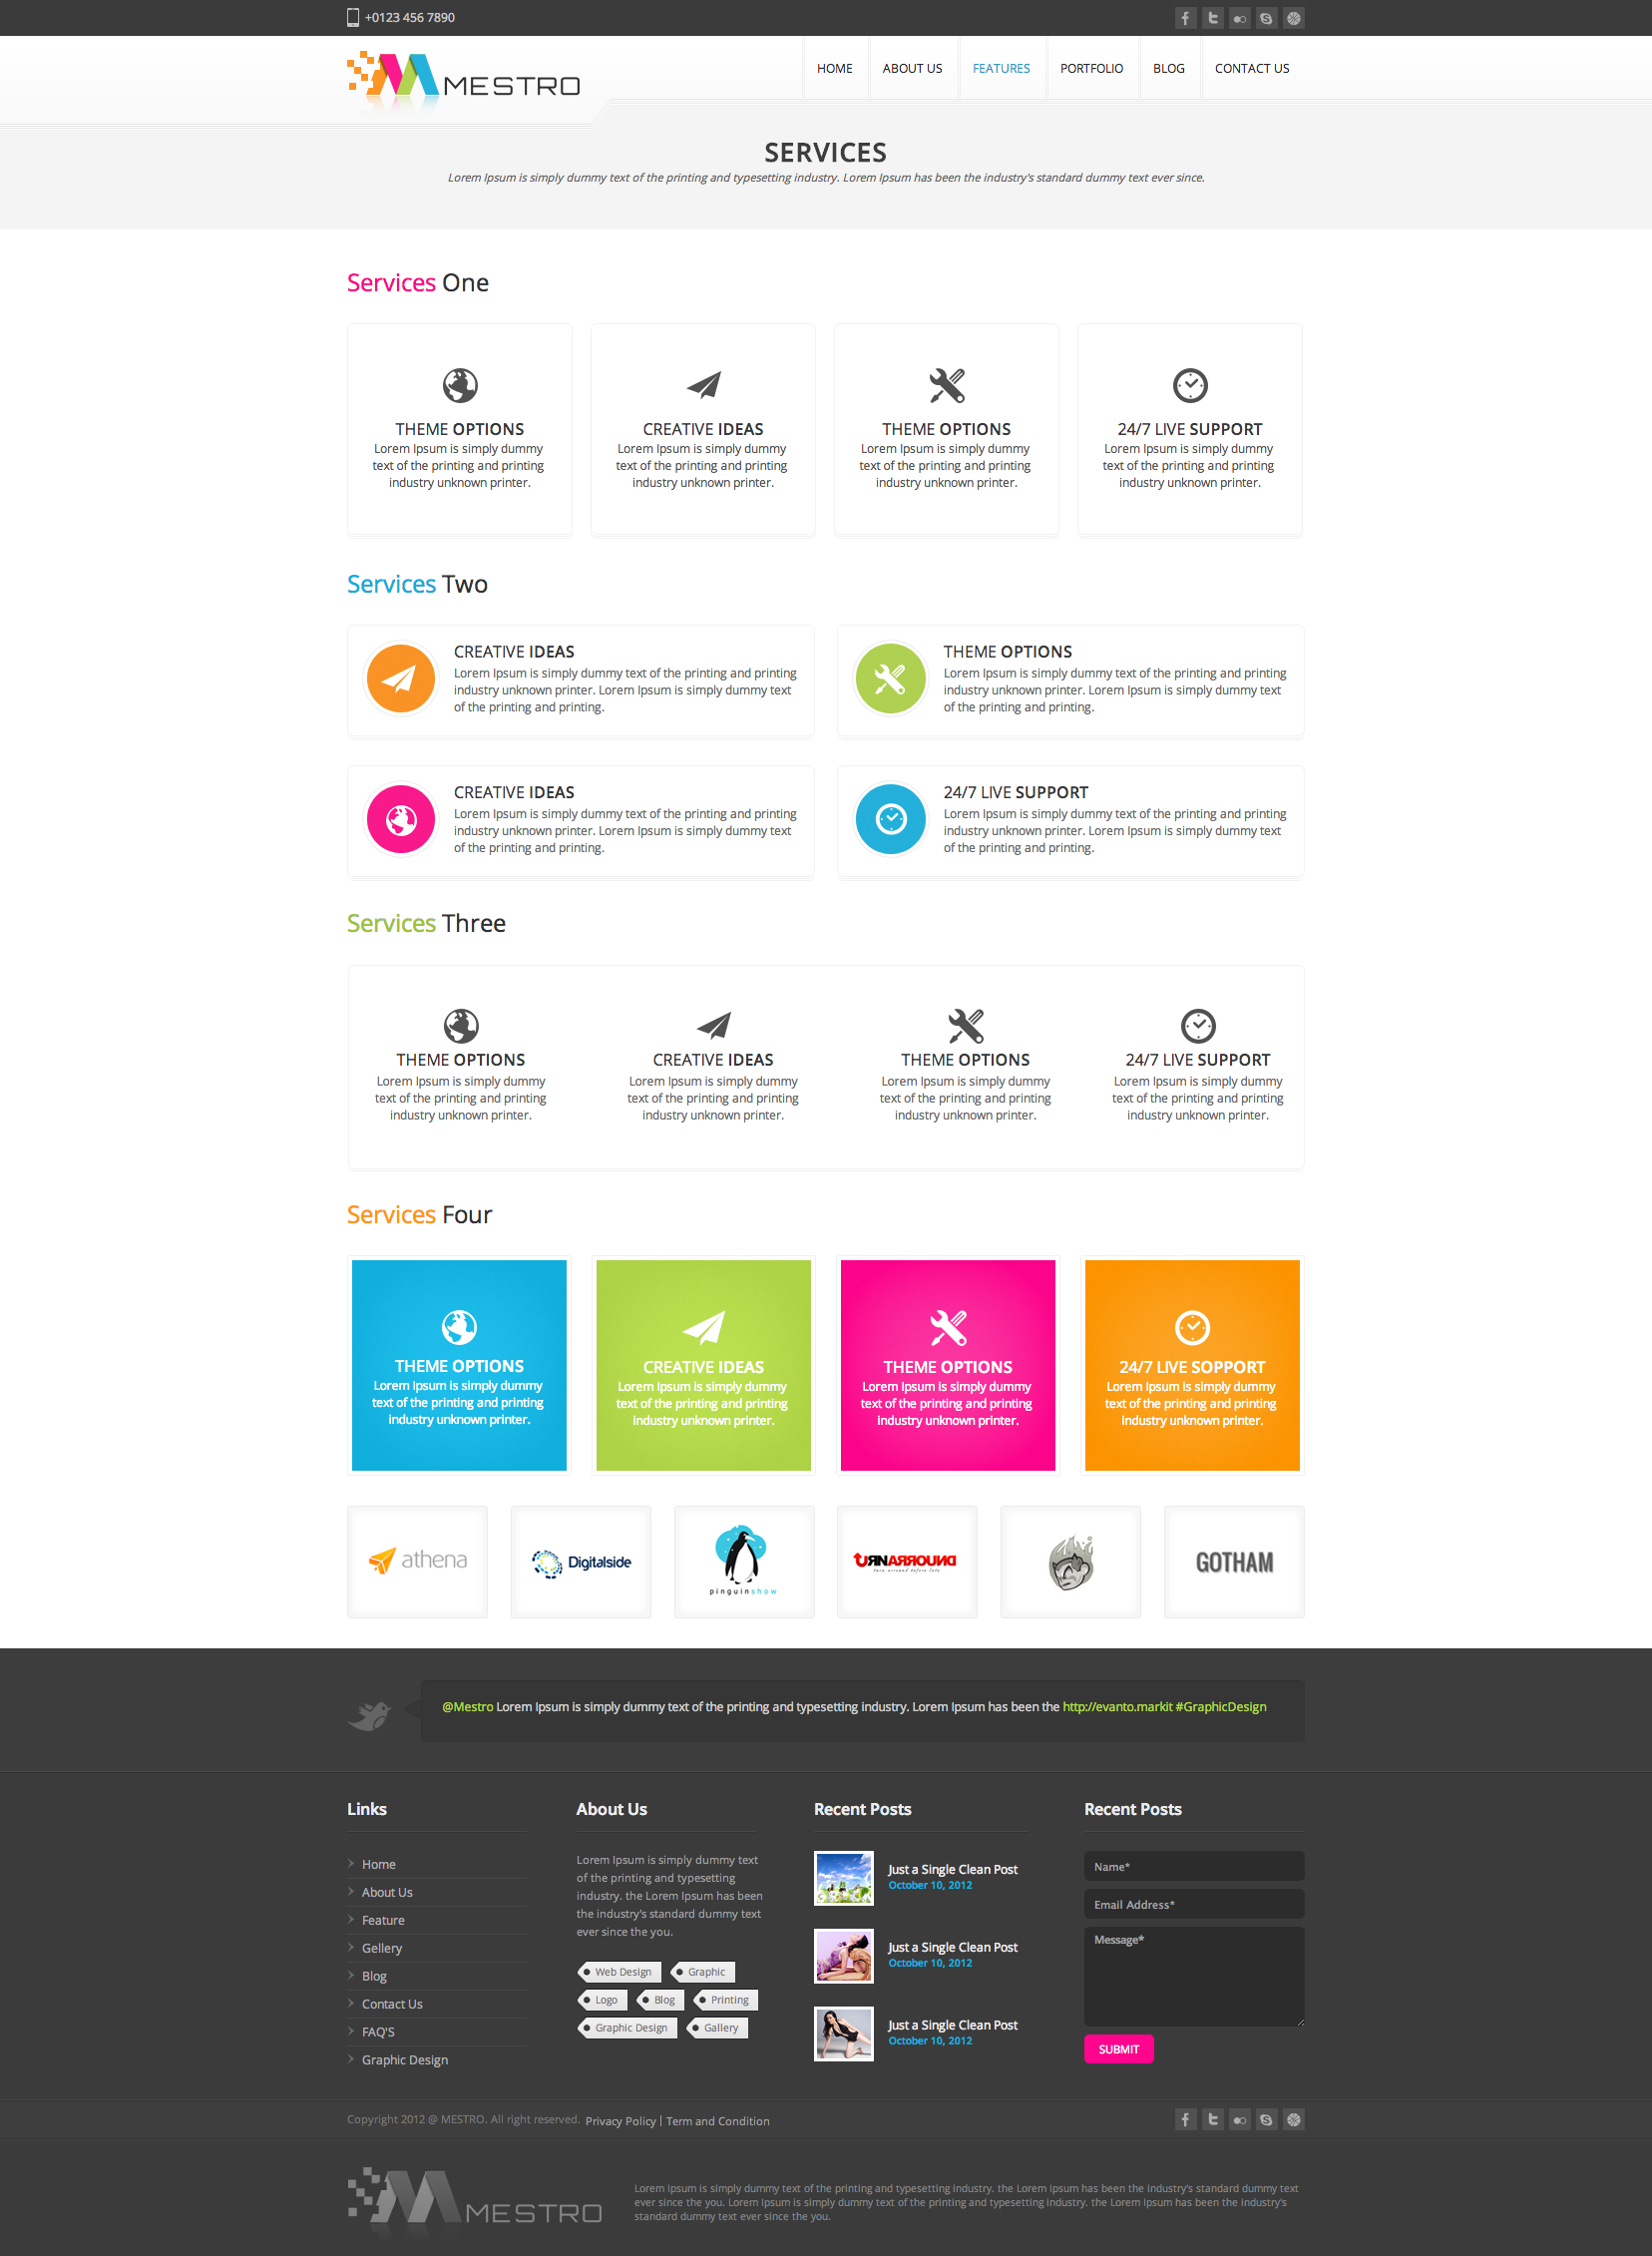 +0123 456 7890
MESTRO
HOME ABOUT US FEATURES PORTFOLIO BLOG CONTACT US
SERVICES
Lorem Ipsum is simply dummy text of the printing and typesetting industry. Lorem Ipsum has been the industry's standard dummy text ever since.
Services One
THEME OPTIONS
Lorem Ipsum is simply dummy
text of the printing and printing
industry unknown printer.
CREATIVE IDEAS
Lorem Ipsum is simply dummy
text of the printing and printing
industry unknown printer.
THEME OPTIONS
Lorem Ipsum is simply dummy
text of the printing and printing
industry unknown printer.
24/7 LIVE SUPPORT
Lorem Ipsum is simply dummy
text of the printing and printing
industry unknown printer.
Services Two
CREATIVE IDEAS
Lorem Ipsum is simply dummy text of the printing and printing
industry unknown printer. Lorem Ipsum is simply dummy text
of the printing and printing.
THEME OPTIONS
Lorem Ipsum is simply dummy text of the printing and printing
industry unknown printer. Lorem Ipsum is simply dummy text
of the printing and printing.
CREATIVE IDEAS
Lorem Ipsum is simply dummy text of the printing and printing
industry unknown printer. Lorem Ipsum is simply dummy text
of the printing and printing.
24/7 LIVE SUPPORT
Lorem Ipsum is simply dummy text of the printing and printing
industry unknown printer. Lorem Ipsum is simply dummy text
of the printing and printing.
Services Three
THEME OPTIONS
Lorem Ipsum is simply dummy
text of the printing and printing
industry unknown printer.
CREATIVE IDEAS
Lorem Ipsum is simply dummy
text of the printing and printing
industry unknown printer.
THEME OPTIONS
Lorem Ipsum is simply dummy
text of the printing and printing
industry unknown printer.
24/7 LIVE SUPPORT
Lorem Ipsum is simply dummy
text of the printing and printing
industry unknown printer.
Services Four
THEME OPTIONS
Lorem Ipsum is simply dummy
text of the printing and printing
industry unknown printer.
CREATIVE IDEAS
Lorem Ipsum is simply dummy
text of the printing and printing
industry unknown printer.
THEME OPTIONS
Lorem Ipsum is simply dummy
text of the printing and printing
industry unknown printer.
24/7 LIVE SOPPORT
Lorem Ipsum is simply dummy
text of the printing and printing
industry unknown printer.
athena
Digitalside
pinguinshow
TURNARROUND
turn arround before late
GOTHAM
@Mestro Lorem Ipsum is simply dummy text of the printing and typesetting industry. Lorem Ipsum has been the http://evanto.markit #GraphicDesign
Links
Home
About Us
Feature
Gellery
Blog
Contact Us
FAQ'S
Graphic Design
About Us
Lorem Ipsum is simply dummy text
of the printing and typesetting
industry. the Lorem Ipsum has been
the industry's standard dummy text
ever since the you.
Web Design Graphic
Logo Blog Printing
Graphic Design Gallery
Recent Posts
Just a Single Clean Post
October 10, 2012
Just a Single Clean Post
October 10, 2012
Just a Single Clean Post
October 10, 2012
Recent Posts
Name*
Email Address*
Message*
SUBMIT
Copyright 2012 @ MESTRO. All right reserved. Privacy Policy | Term and Condition
MESTRO
Lorem Ipsum is simply dummy text of the printing and typesetting industry. the Lorem Ipsum has been the industry's standard dummy text
ever since the you. Lorem Ipsum is simply dummy text of the printing and typesetting industry. the Lorem Ipsum has been the industry's
standard dummy text ever since the you.